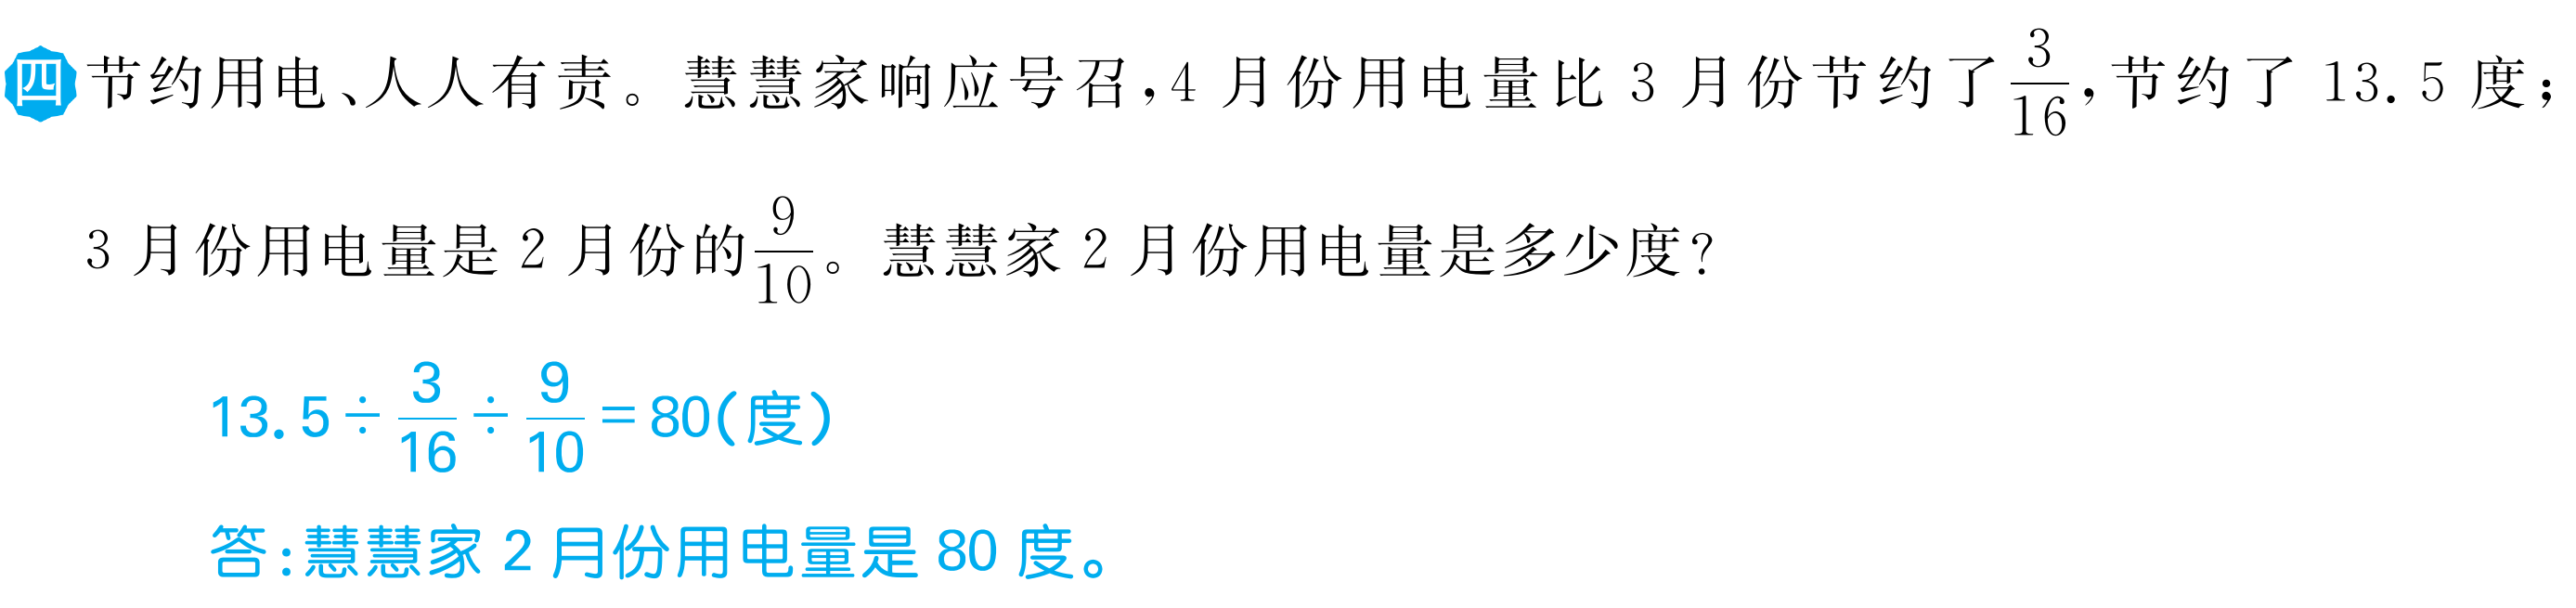 四 节约用电、人人有责。慧慧家响应号召,4 月份用电量比 3 月份节约了3/16,节约了 13.5 度;
3 月份用电量是 2 月份的9/10。慧慧家 2 月份用电量是多少度?
13.5÷3/16÷9/10=80(度)
答:慧慧家 2 月份用电量是 80 度。